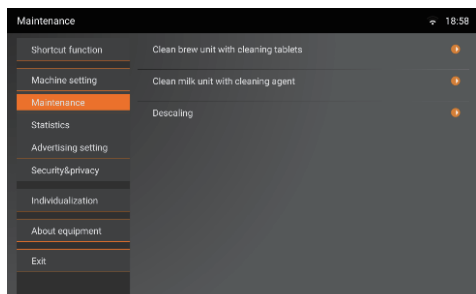 Maintenance 18:58
Shortcut function
Machine setting
Maintenance
Statistics
Advertising setting
Security&privacy
Individualization
About equipment
Exit
Clean brew unit with cleaning tablets
Clean milk unit with cleaning agent
Descaling